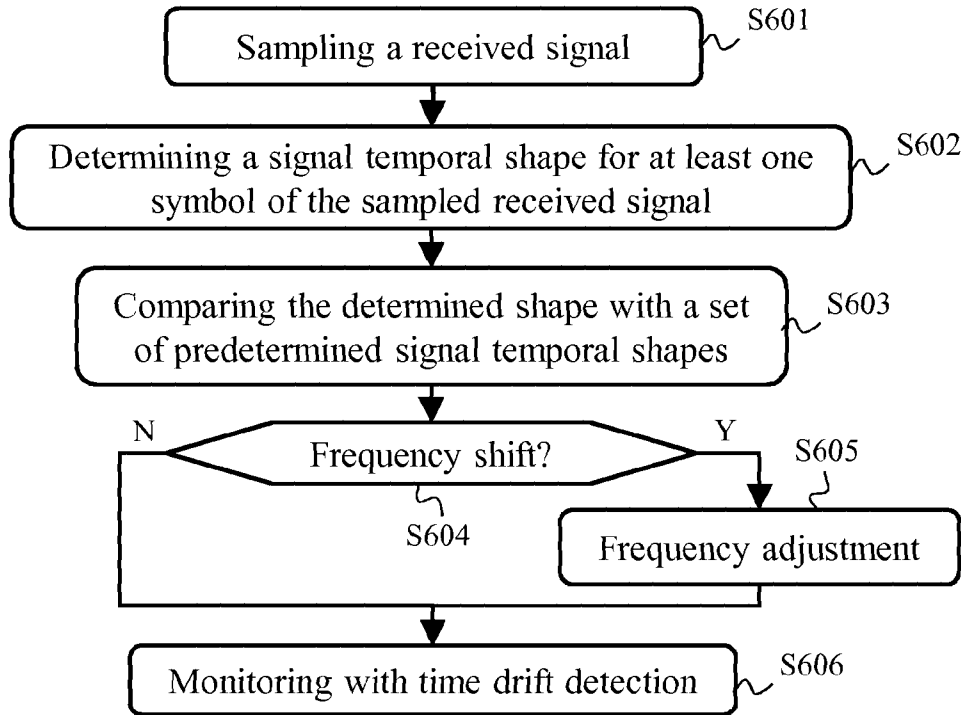 Sampling a received signal
S601
Determining a signal temporal shape for at least one
symbol of the sampled received signal
S602
Comparing the determined shape with a set
of predetermined signal temporal shapes
S603
N
Frequency shift?
Y
S604
S605
Frequency adjustment
Monitoring with time drift detection
S606